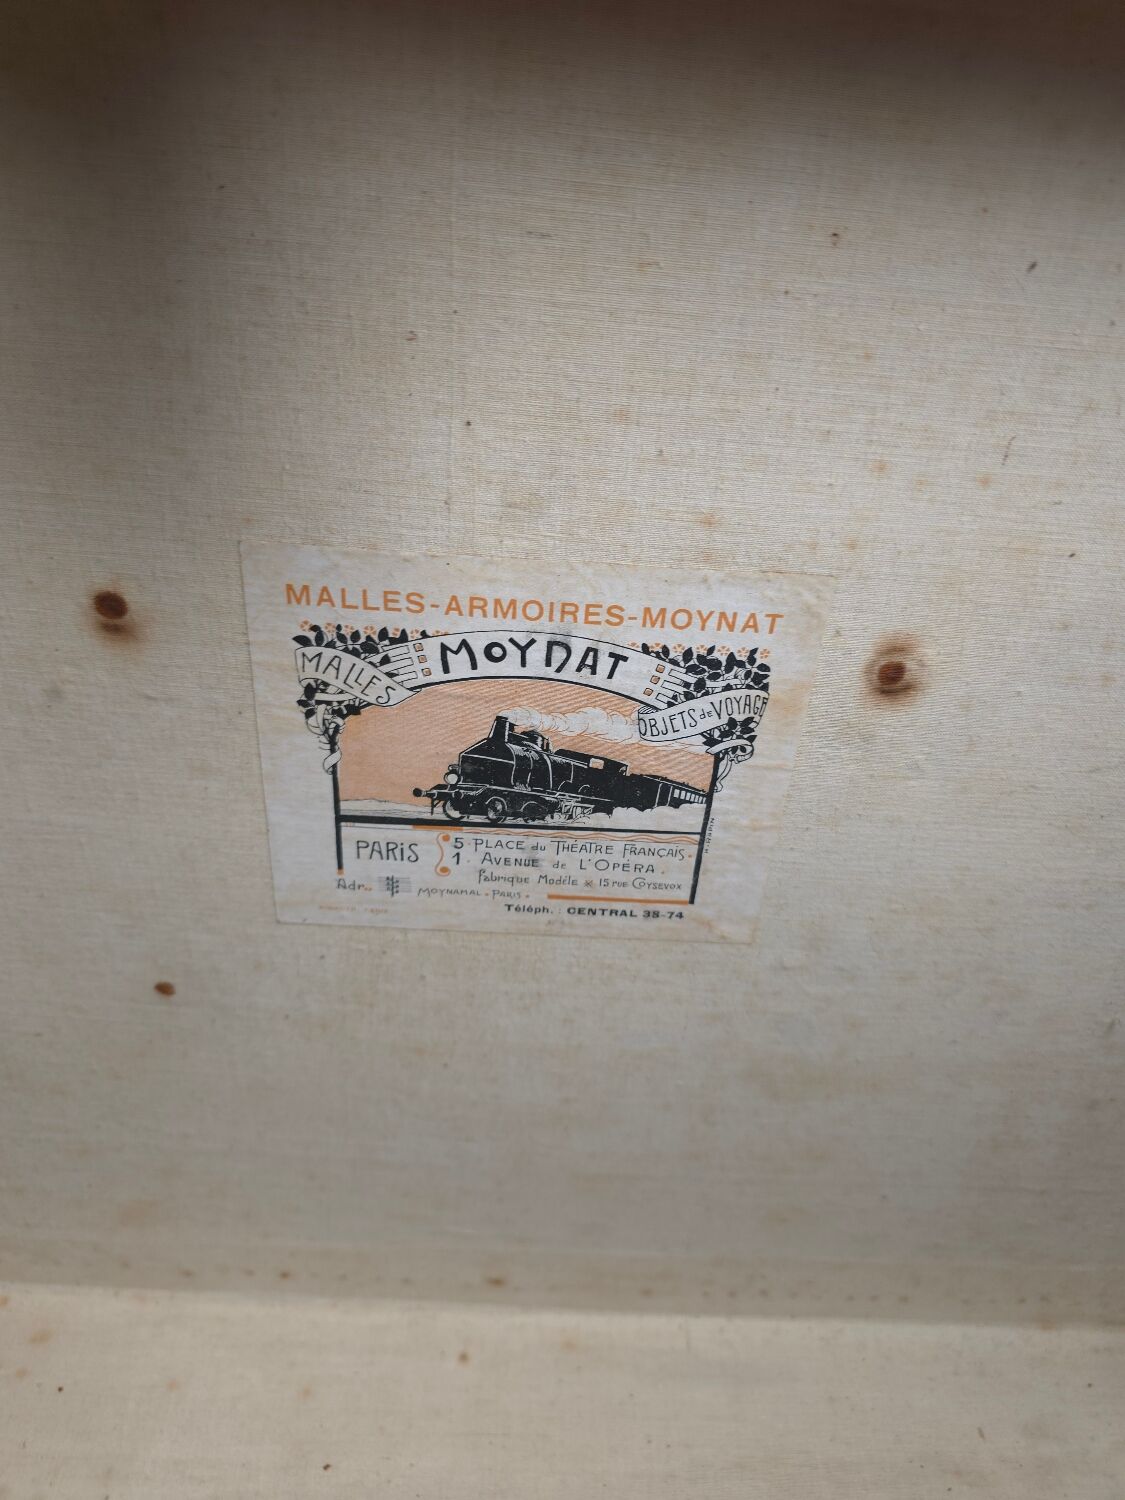 MALLES-ARMOIRES-MOYNAT
MOYNAT
MALLES
OBJETS de VOYAGE
PARIS
5 PLACE du THÉATRE FRANÇAIS.
1. AVENUE de L'OPÉRA.
Fabrique Modèle x 15 RUE COYSEVOX
Adr..
MOYNAMAL. PARIS.
Téléph. : CENTRAL 38-74